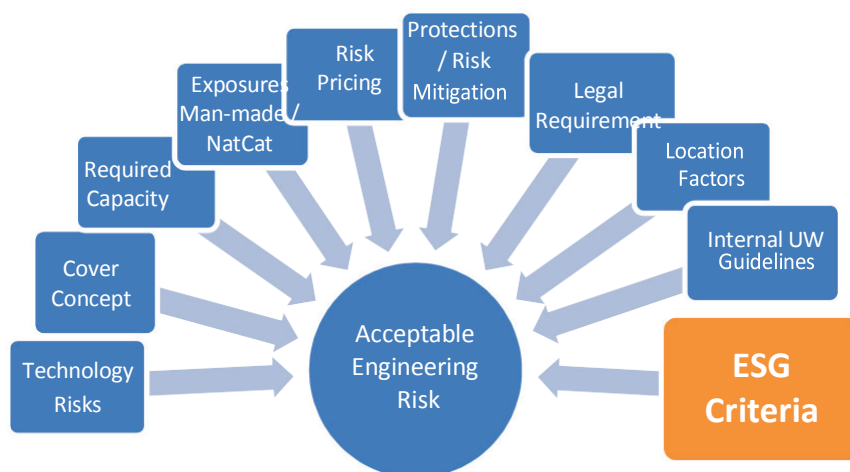 Protections
/ Risk
Mitigation
Risk
Pricing
Exposures
Man-made /
NatCat
Legal
Requirement
Location
Factors
Required
Capacity
Internal UW
Guidelines
Cover
Concept
Acceptable
Engineering
Risk
Technology
Risks
ESG
Criteria